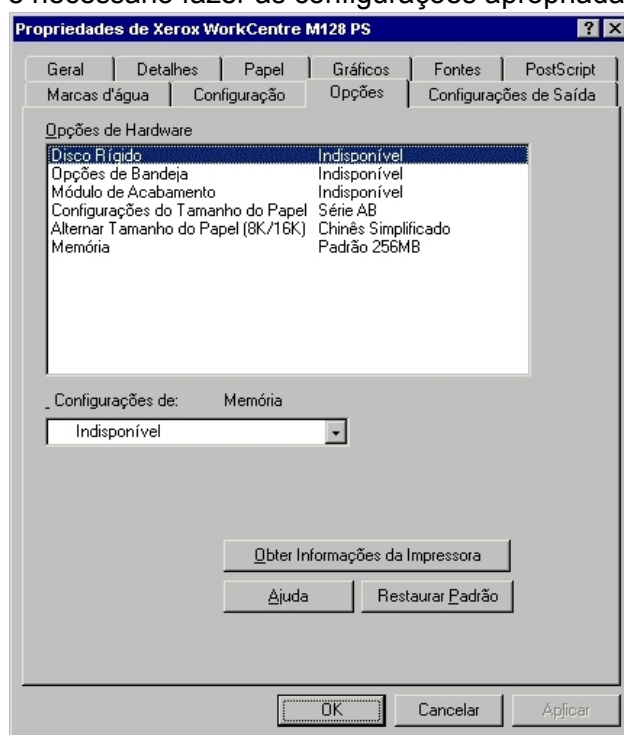 é necessário fazer as configurações apropriada
Propriedades de Xerox WorkCentre M128 PS
Geral Detalhes Papel Gráficos Fontes PostScript
Marcas d'água Configuração Opções Configurações de Saída
Opções de Hardware
Disco Rígido Indisponível
Opções de Bandeja Indisponível
Módulo de Acabamento Indisponível
Configurações do Tamanho do Papel Série AB
Alternar Tamanho do Papel (8K/16K) Chinês Simplificado
Memória Padrão 256MB
_Configurações de: Memória
Indisponível
Obter Informações da Impressora
Ajuda Restaurar Padrão
OK Cancelar Aplicar